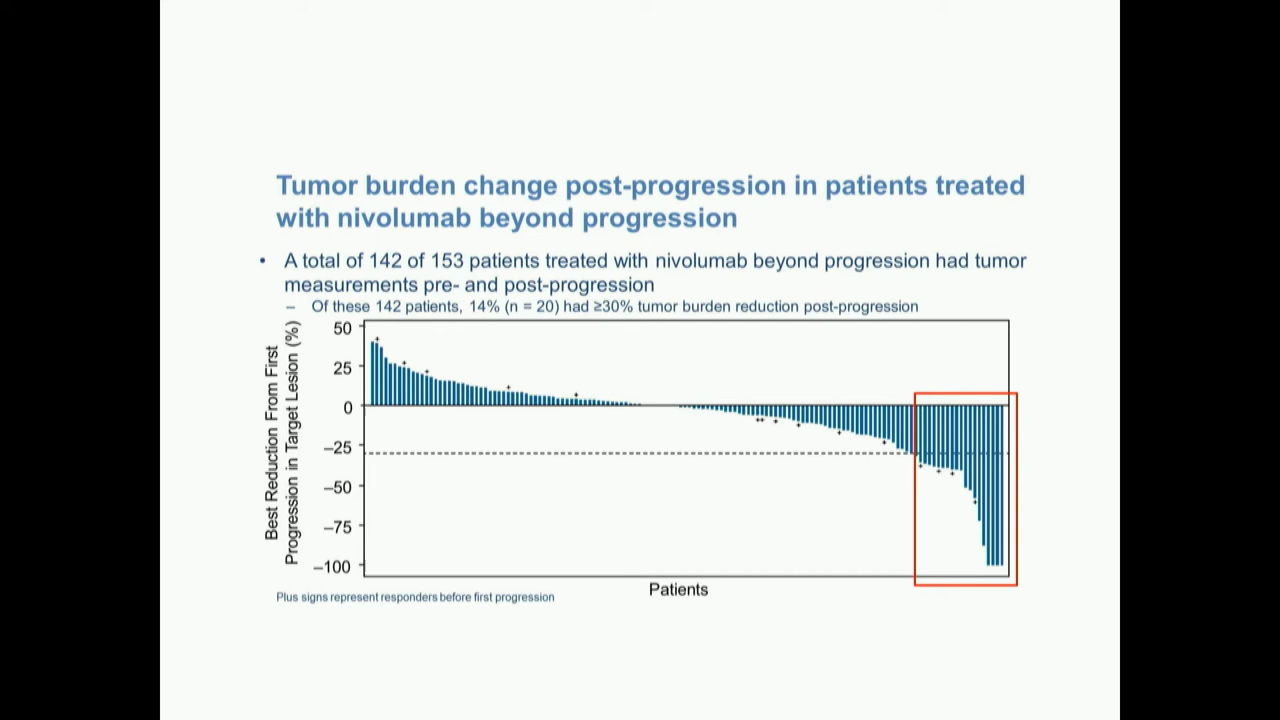 Tumor burden change post-progression in patients treated
with nivolumab beyond progression
• A total of 142 of 153 patients treated with nivolumab beyond progression had tumor
measurements pre- and post-progression
– Of these 142 patients, 14% (n = 20) had ≥30% tumor burden reduction post-progression
Best Reduction From First
Progression in Target Lesion (%)
50
25
0
–25
–50
–75
–100
Patients
Plus signs represent responders before first progression